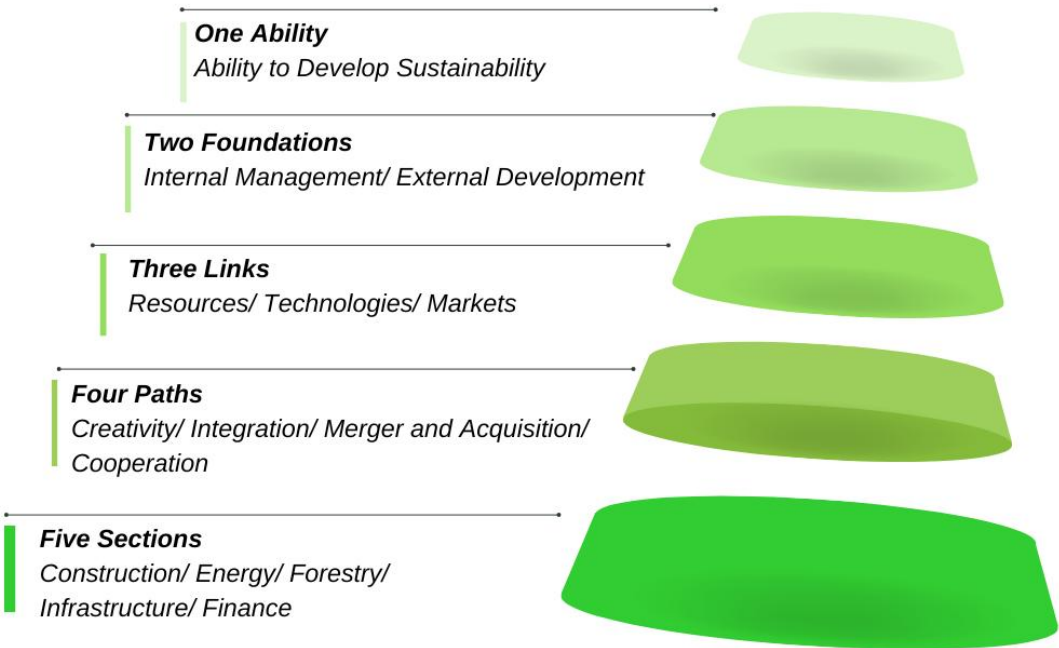 One Ability
Ability to Develop Sustainability
Two Foundations
Internal Management/ External Development
Three Links
Resources/ Technologies/ Markets
Four Paths
Creativity/ Integration/ Merger and Acquisition/
Cooperation
Five Sections
Construction/ Energy/ Forestry/
Infrastructure/ Finance